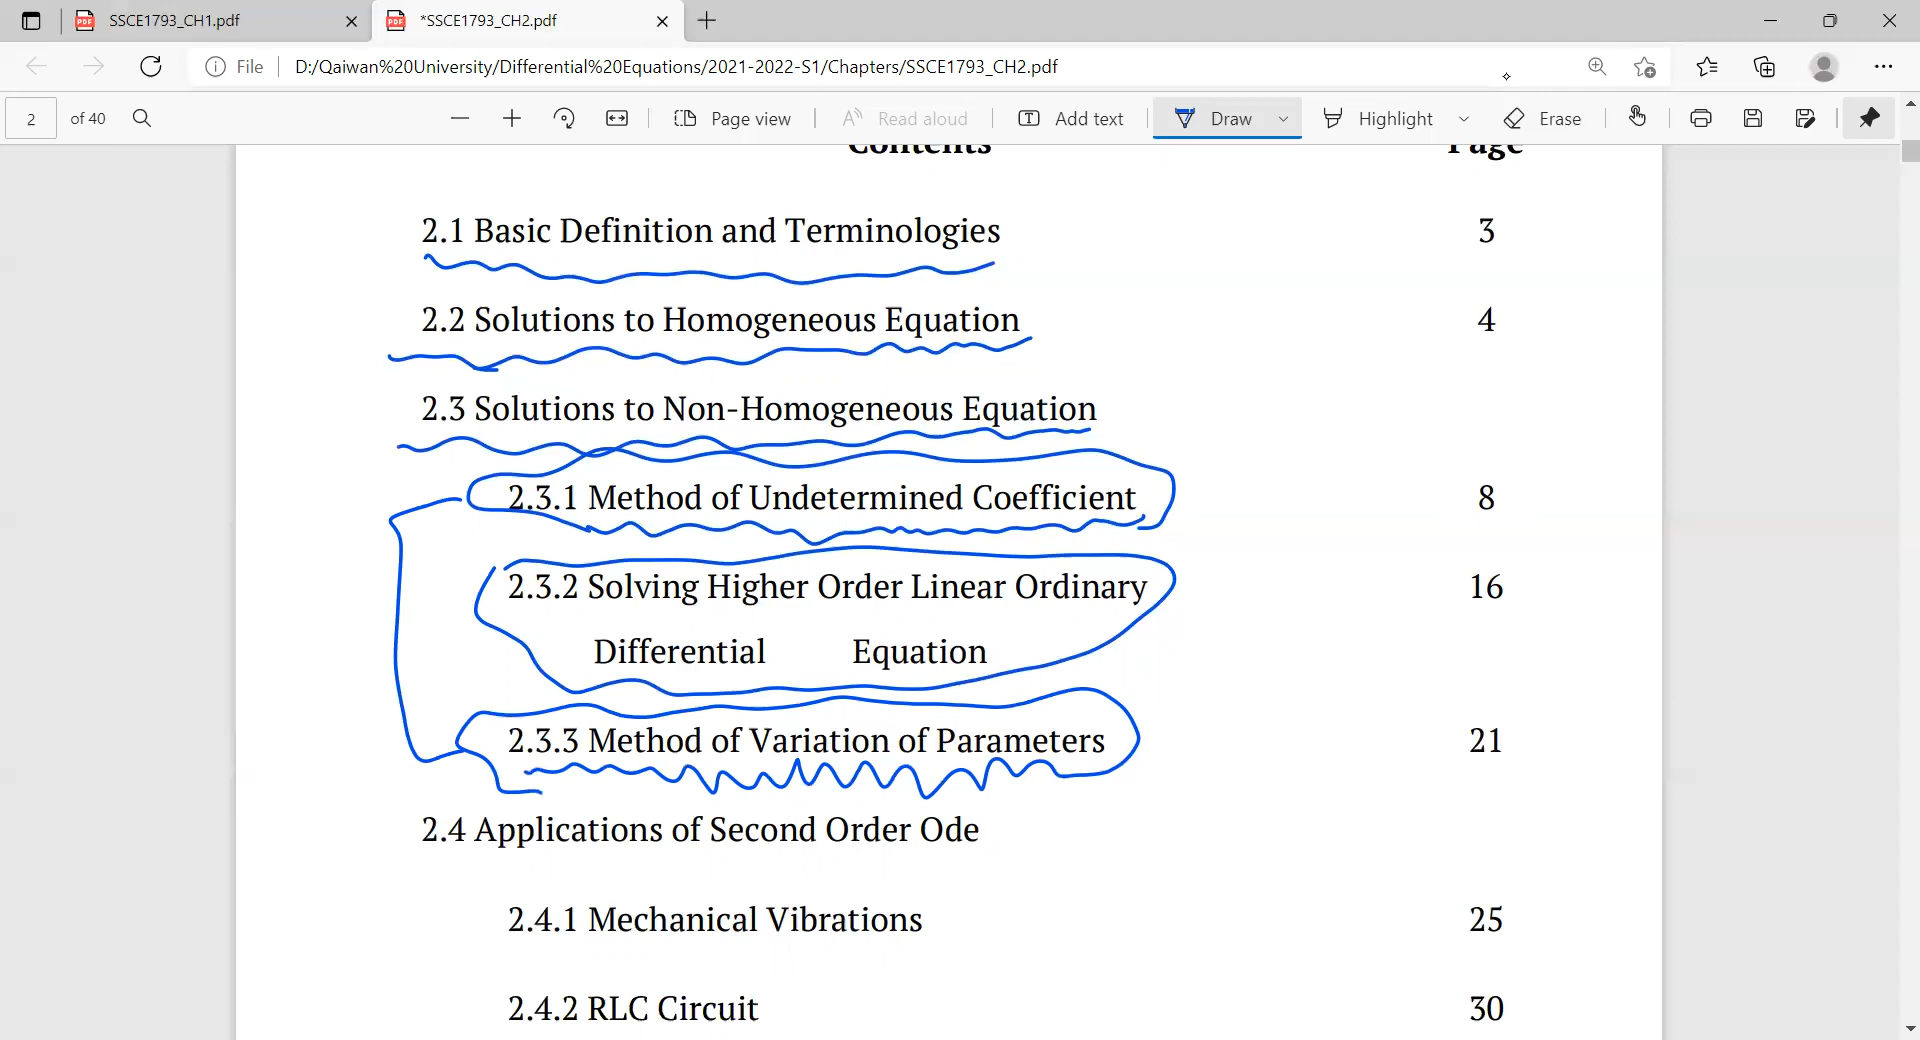 SSCE1793_CH1.pdf
*SSCE1793_CH2.pdf
File D:/Qaiwan%20University/Differential%20Equations/2021-2022-S1/Chapters/SSCE1793_CH2.pdf
2 of 40 Page view Read aloud Add text Draw Highlight Erase
Contents Page
2.1 Basic Definition and Terminologies 3
2.2 Solutions to Homogeneous Equation 4
2.3 Solutions to Non-Homogeneous Equation
2.3.1 Method of Undetermined Coefficient 8
2.3.2 Solving Higher Order Linear Ordinary 16
Differential Equation
2.3.3 Method of Variation of Parameters 21
2.4 Applications of Second Order Ode
2.4.1 Mechanical Vibrations 25
2.4.2 RLC Circuit 30